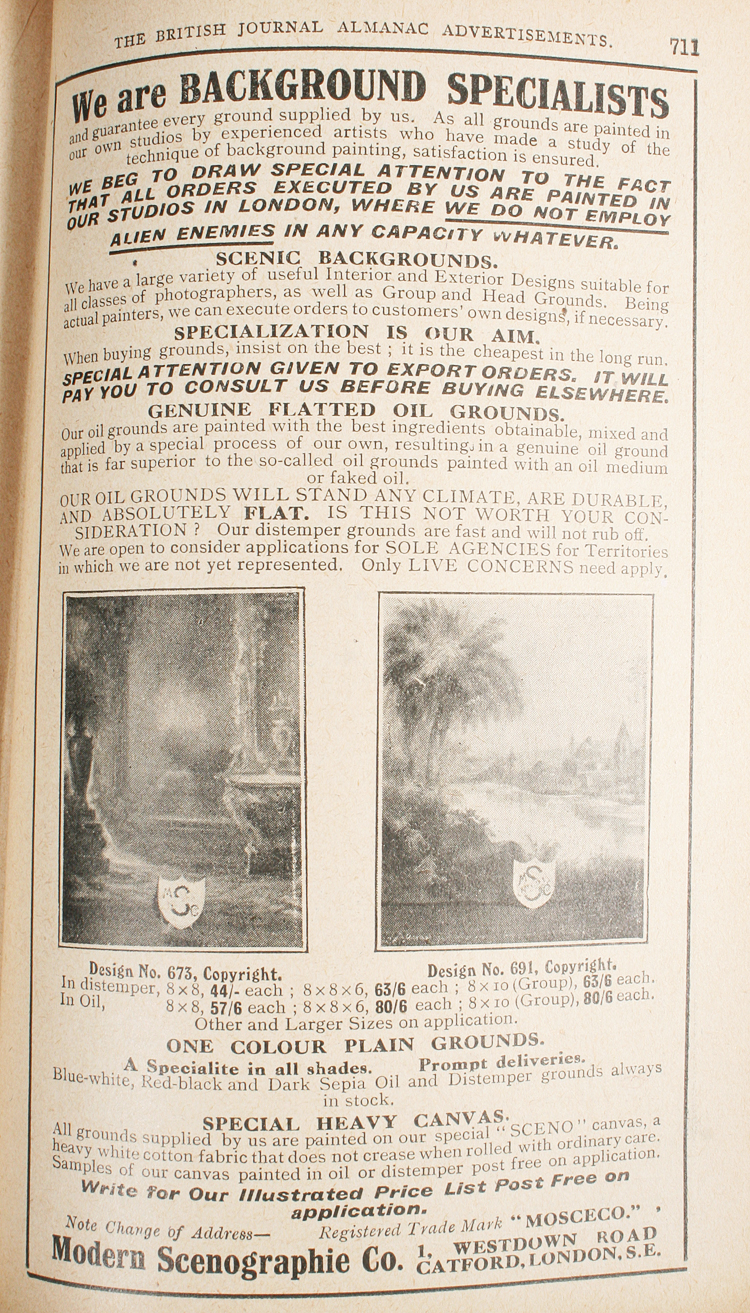 THE BRITISH JOURNAL ALMANAC ADVERTISEMENTS. 711
We are BACKGROUND SPECIALISTS
and guarantee every ground supplied by us. As all grounds are painted in
our own studios by experienced artists who have made a study of the
technique of background painting, satisfaction is ensured.
WE BEG TO DRAW SPECIAL ATTENTION TO THE FACT
THAT ALL ORDERS EXECUTED BY US ARE PAINTED IN
OUR STUDIOS IN LONDON, WHERE WE DO NOT EMPLOY
ALIEN ENEMIES IN ANY CAPACITY WHATEVER.
SCENIC BACKGROUNDS.
We have a large variety of useful Interior and Exterior Designs suitable for
all classes of photographers, as well as Group and Head Grounds. Being
actual painters, we can execute orders to customers' own designs, if necessary.
SPECIALIZATION IS OUR AIM.
When buying grounds, insist on the best ; it is the cheapest in the long run.
SPECIAL ATTENTION GIVEN TO EXPORT ORDERS. IT WILL
PAY YOU TO CONSULT US BEFORE BUYING ELSEWHERE.
GENUINE FLATTED OIL GROUNDS.
Our oil grounds are painted with the best ingredients obtainable, mixed and
applied by a special process of our own, resulting in a genuine oil ground
that is far superior to the so-called oil grounds painted with an oil medium
or faked oil.
OUR OIL GROUNDS WILL STAND ANY CLIMATE, ARE DURABLE,
AND ABSOLUTELY FLAT. IS THIS NOT WORTH YOUR CON-
SIDERATION ? Our distemper grounds are fast and will not rub off.
We are open to consider applications for SOLE AGENCIES for Territories
in which we are not yet represented. Only LIVE CONCERNS need apply.
MSCo
MSCo
Design No. 673, Copyright. Design No. 691, Copyright.
In distemper, 8 x 8, 44/- each ; 8 x 8 x 6, 63/6 each ; 8 x 10 (Group), 63/6 each.
In Oil, 8 x 8, 57/6 each ; 8 x 8 x 6, 80/6 each ; 8 x 10 (Group), 80/6 each.
Other and Larger Sizes on application.
ONE COLOUR PLAIN GROUNDS.
A Specialite in all shades. Prompt deliveries.
Blue-white, Red-black and Dark Sepia Oil and Distemper grounds always
in stock.
SPECIAL HEAVY CANVAS.
All grounds supplied by us are painted on our special "SCENO" canvas, a
heavy white cotton fabric that does not crease when rolled with ordinary care.
Samples of our canvas painted in oil or distemper post free on application.
Write for Our Illustrated Price List Post Free on
application.
Note Change of Address— Registered Trade Mark "MOSCECO."
Modern Scenographie Co. 1, WESTDOWN ROAD
CATFORD, LONDON, S.E.